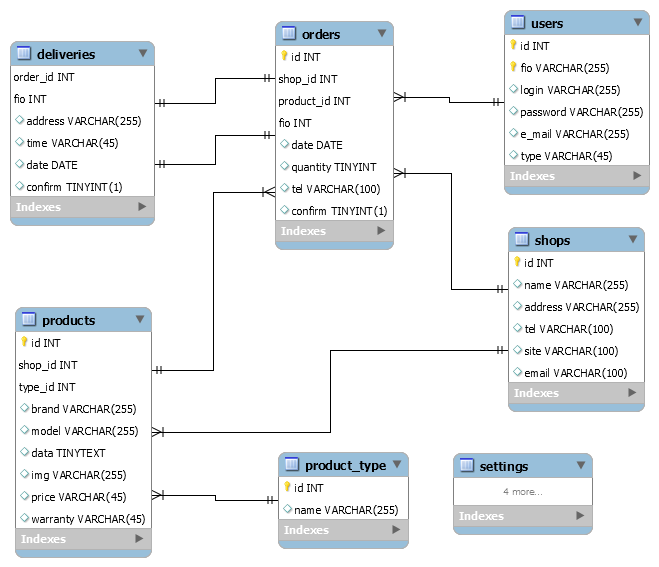 deliveries
order_id INT
fio INT
address VARCHAR(255)
time VARCHAR(45)
date DATE
confirm TINYINT(1)
Indexes
orders
id INT
shop_id INT
product_id INT
fio INT
date DATE
quantity TINYINT
tel VARCHAR(100)
confirm TINYINT(1)
Indexes
users
id INT
fio VARCHAR(255)
login VARCHAR(255)
password VARCHAR(255)
e_mail VARCHAR(255)
type VARCHAR(45)
Indexes
shops
id INT
name VARCHAR(255)
address VARCHAR(255)
tel VARCHAR(100)
site VARCHAR(100)
email VARCHAR(100)
Indexes
products
id INT
shop_id INT
type_id INT
brand VARCHAR(255)
model VARCHAR(255)
data TINYTEXT
img VARCHAR(255)
price VARCHAR(45)
warranty VARCHAR(45)
Indexes
product_type
id INT
name VARCHAR(255)
Indexes
settings
4 more...
Indexes